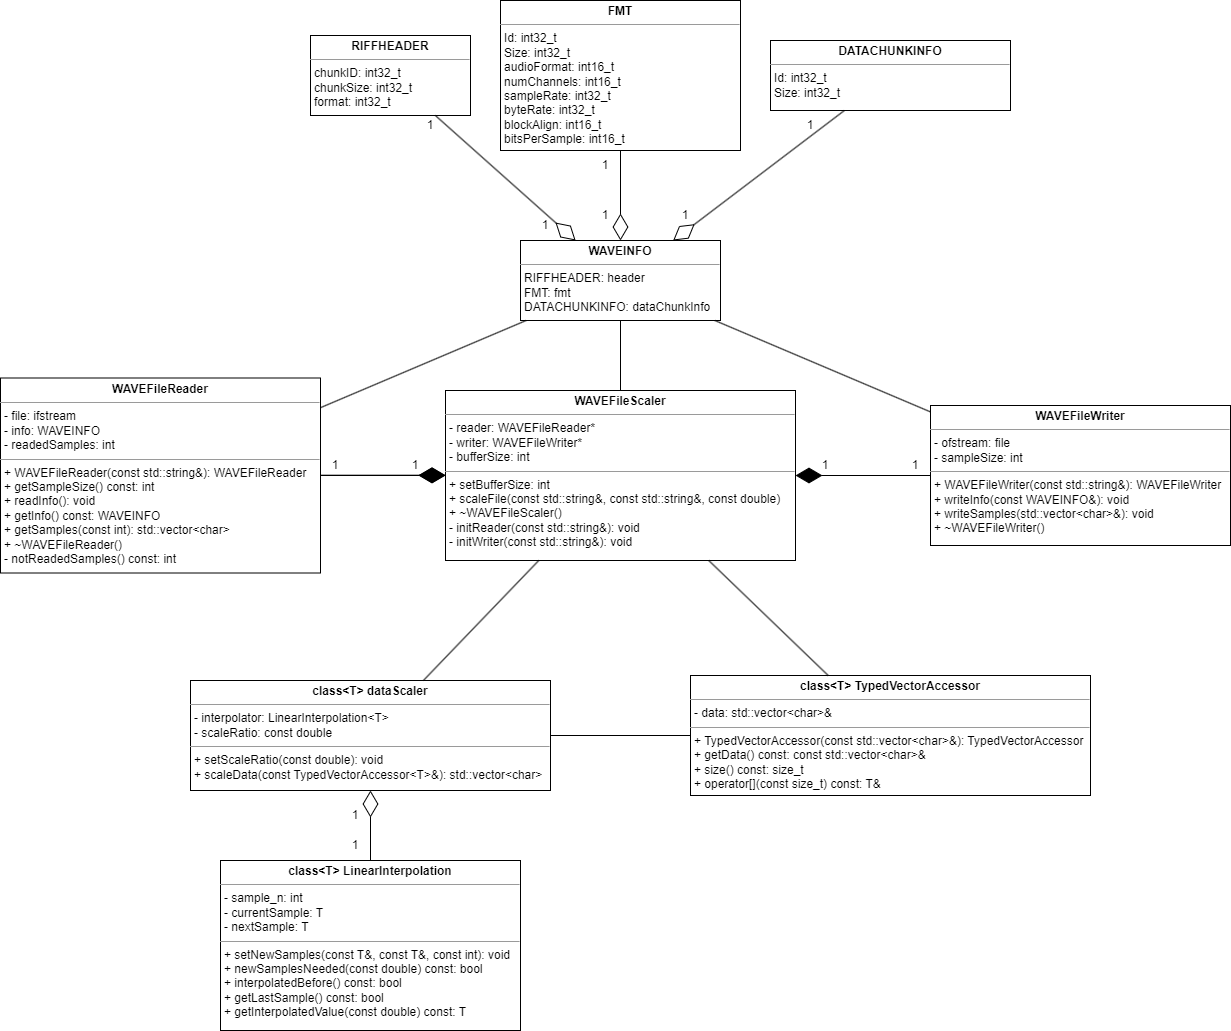 FMT
Id: int32_t
Size: int32_t
audioFormat: int16_t
numChannels: int16_t
sampleRate: int32_t
byteRate: int32_t
blockAlign: int16_t
bitsPerSample: int16_t
RIFFHEADER
chunkID: int32_t
chunkSize: int32_t
format: int32_t
DATACHUNKINFO
Id: int32_t
Size: int32_t
1
1
1
1
1
1
WAVEINFO
RIFFHEADER: header
FMT: fmt
DATACHUNKINFO: dataChunkInfo
WAVEFileReader
- file: ifstream
- info: WAVEINFO
- readedSamples: int
+ WAVEFileReader(const std::string&): WAVEFileReader
+ getSampleSize() const: int
+ readInfo(): void
+ getInfo() const: WAVEINFO
+ getSamples(const int): std::vector<char>
+ ~WAVEFileReader()
- notReadedSamples() const: int
1
1
WAVEFileScaler
- reader: WAVEFileReader*
- writer: WAVEFileWriter*
- bufferSize: int
+ setBufferSize: int
+ scaleFile(const std::string&, const std::string&, const double)
+ ~WAVEFileScaler()
- initReader(const std::string&): void
- initWriter(const std::string&): void
1
1
WAVEFileWriter
- ofstream: file
- sampleSize: int
+ WAVEFileWriter(const std::string&): WAVEFileWriter
+ writeInfo(const WAVEINFO&): void
+ writeSamples(std::vector<char>&): void
+ ~WAVEFileWriter()
class<T> dataScaler
- interpolator: LinearInterpolation<T>
- scaleRatio: const double
+ setScaleRatio(const double): void
+ scaleData(const TypedVectorAccessor<T>&): std::vector<char>
class<T> TypedVectorAccessor
- data: std::vector<char>&
+ TypedVectorAccessor(const std::vector<char>&): TypedVectorAccessor
+ getData() const: const std::vector<char>&
+ size() const: size_t
+ operator[](const size_t) const: T&
1
1
class<T> LinearInterpolation
- sample_n: int
- currentSample: T
- nextSample: T
+ setNewSamples(const T&, const T&, const int): void
+ newSamplesNeeded(const double) const: bool
+ interpolatedBefore() const: bool
+ getLastSample() const: bool
+ getInterpolatedValue(const double) const: T